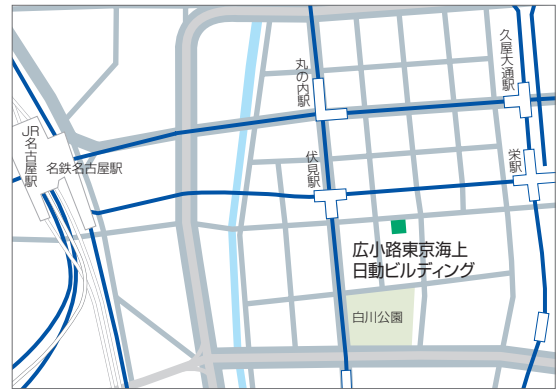 久屋大通駅
丸の内駅
JR
名古屋駅
名鉄名古屋駅
伏見駅
栄駅
広小路東京海上
日動ビルディング
白川公園